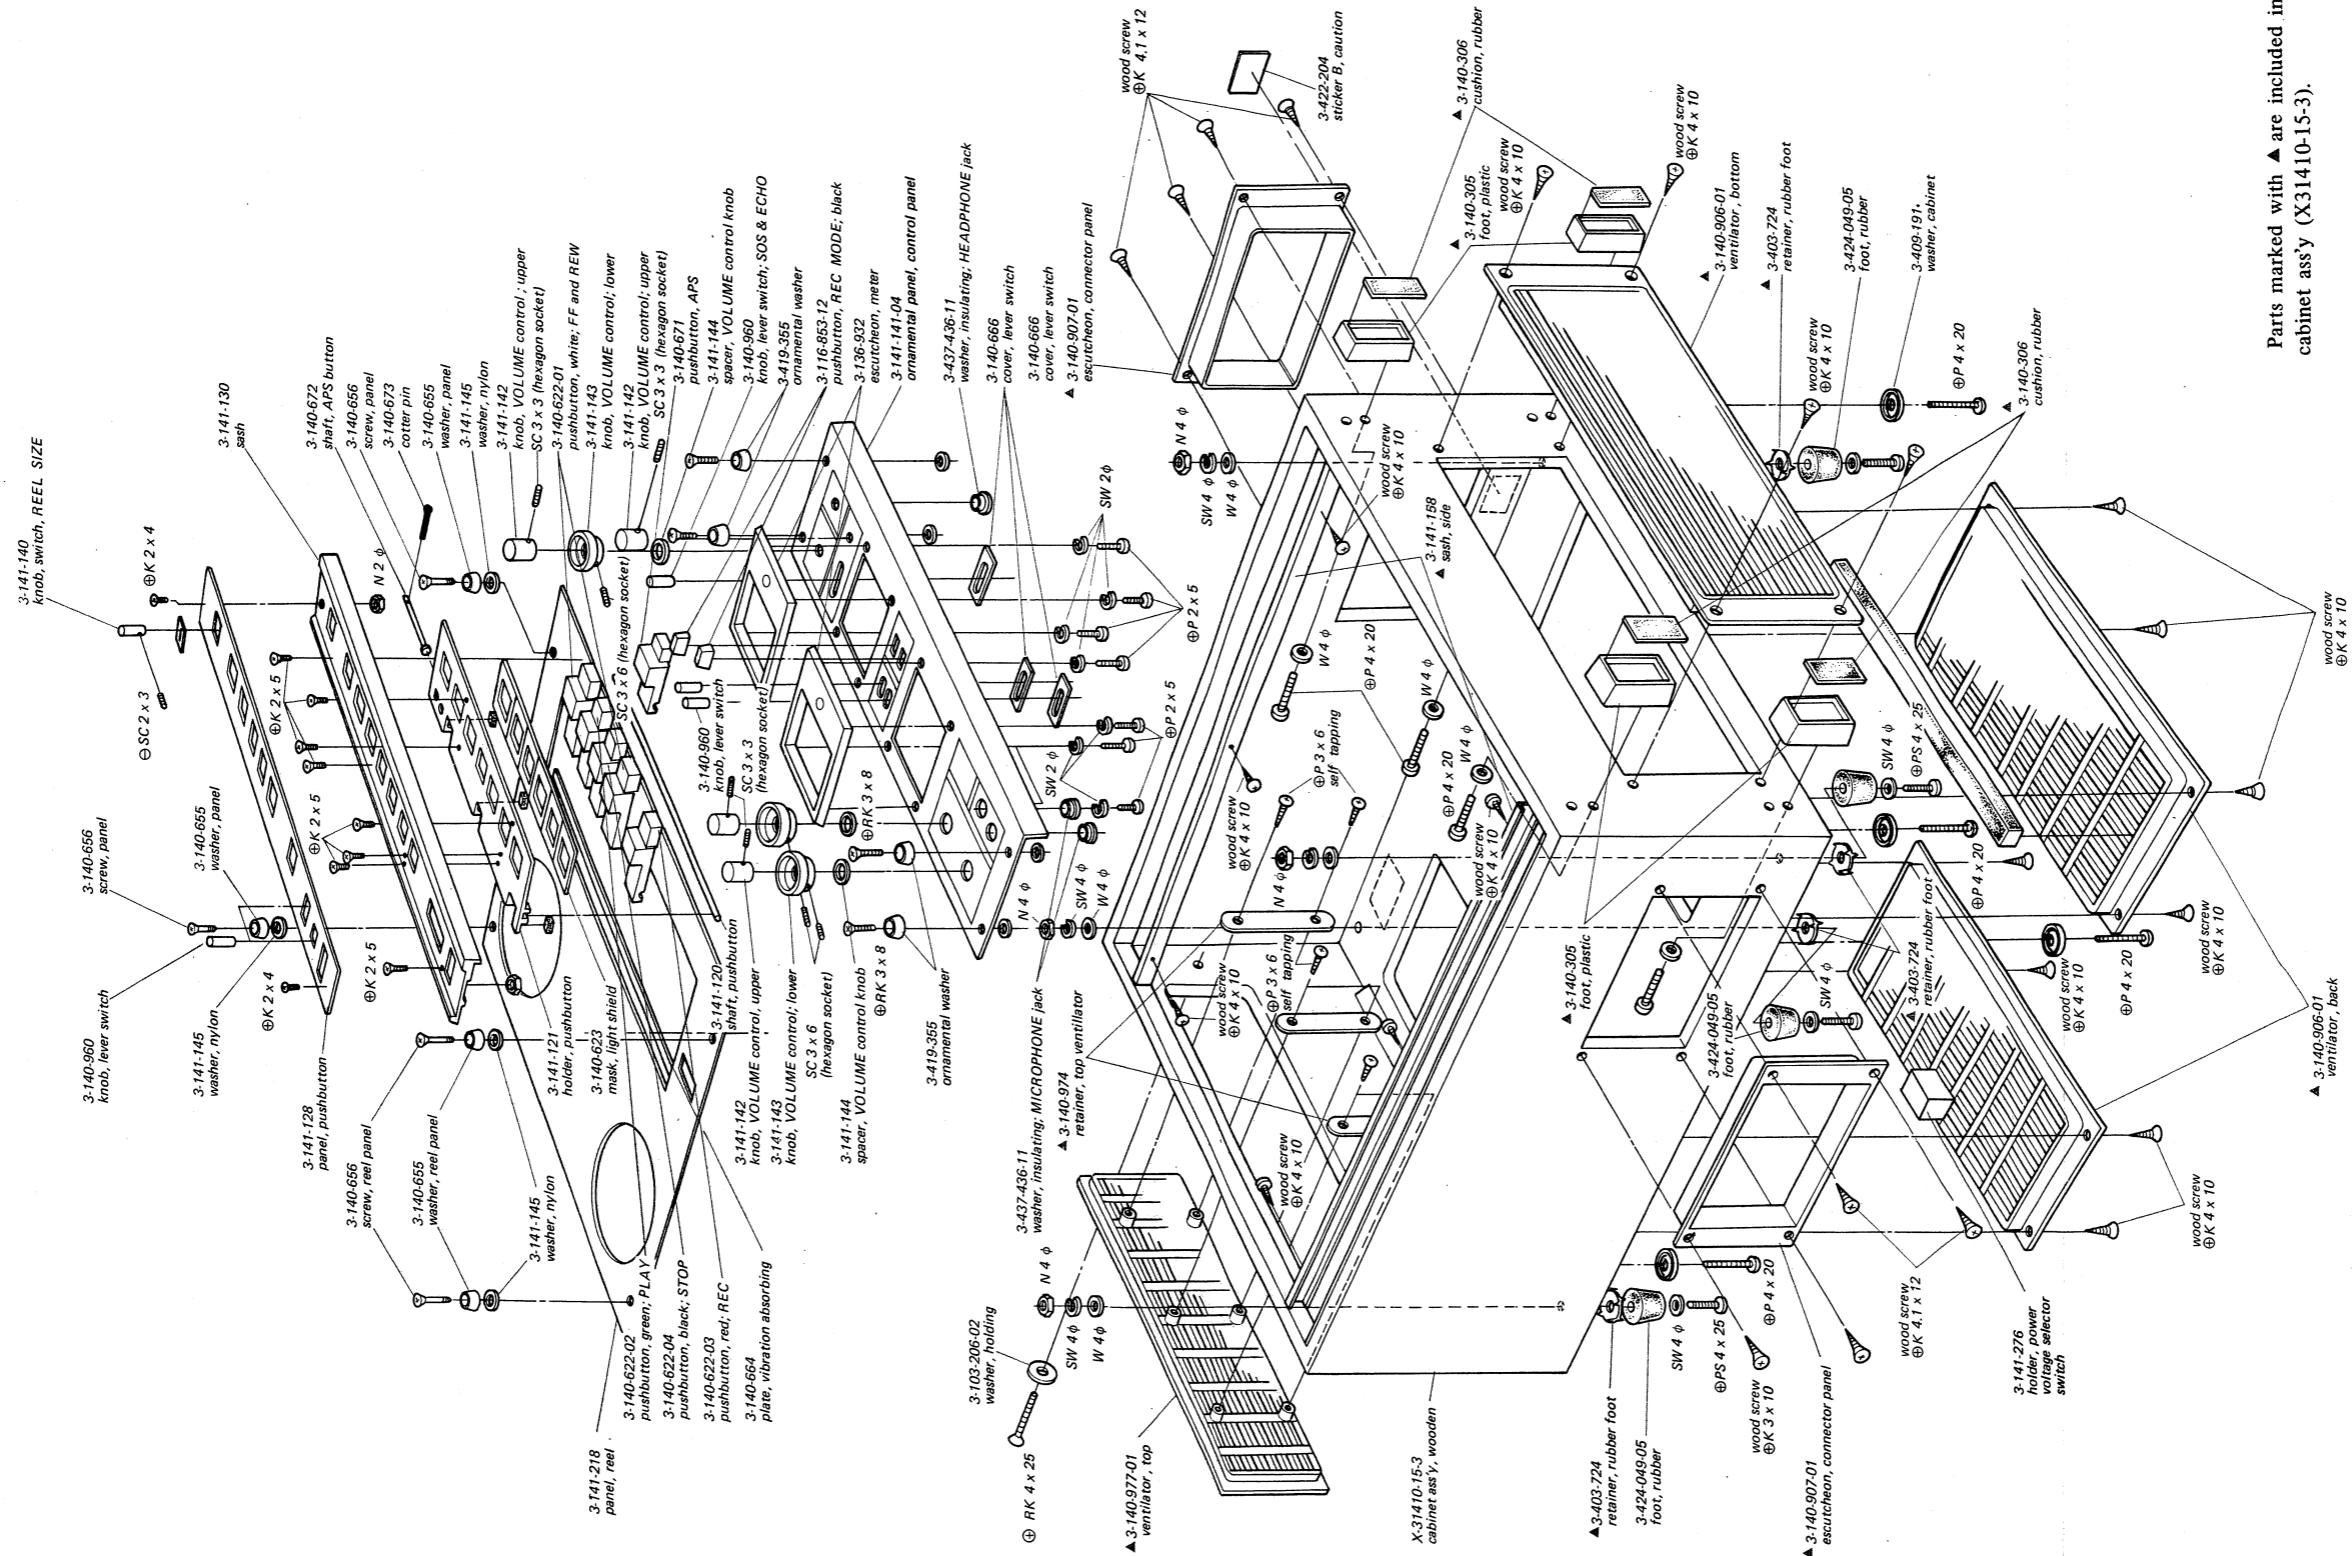 3-141-140
knob, switch, REEL SIZE
⊕K 2 x 4
⊕SC 2 x 3
3-141-130
sash
N 2 φ
⊕K 2 x 5
3-140-672
shaft, APS button
3-140-656
screw, panel
3-140-673
cotter pin
3-140-655
washer, panel
3-141-145
washer, nylon
3-141-142
knob, VOLUME control ; upper
SC 3 x 3 (hexagon socket)
3-140-622-01
pushbutton, white; FF and REW
3-141-143
knob, VOLUME control; lower
3-141-142
knob, VOLUME control; upper
SC 3 x 3 (hexagon socket)
3-140-671
pushbutton, APS
3-141-144
spacer, VOLUME control knob
3-140-960
knob, lever switch; SOS & ECHO
3-419-355
ornamental washer
3-116-853-12
pushbutton, REC MODE; black
3-136-932
escutcheon, meter
3-141-141-04
ornamental panel, control panel
3-437-436-11
washer, insulating; HEADPHONE jack
3-140-666
cover, lever switch
3-140-666
cover, lever switch
▲ 3-140-907-01
escutcheon, connector panel
wood screw
⊕K 4.1 x 12
3-422-204
sticker B, caution
▲ 3-140-306
cushion, rubber
▲ 3-140-305
foot, plastic
wood screw
⊕K 4 x 10
wood screw
⊕K 4 x 10
▲ 3-140-906-01
ventilator, bottom
▲ 3-403-724
retainer, rubber foot
3-424-049-05
foot, rubber
3-409-191.
washer, cabinet
wood screw
⊕K 4 x 10
⊕P 4 x 20
▲ 3-140-306
cushion, rubber
Parts marked with ▲ are included in
cabinet ass'y (X31410-15-3).
3-140-656
screw, panel
3-140-655
washer, panel
⊕K 2 x 5
3-140-960
knob, lever switch
3-141-145
washer, nylon
⊕K 2 x 4
⊕K 2 x 5
3-141-128
panel, pushbutton
3-140-656
screw, reel panel
3-140-655
washer, reel panel
3-141-145
washer, nylon
3-141-121
holder, pushbutton
3-140-623
mask, light shield
SC 3 x 6 (hexagon socket)
3-140-960
knob, lever switch
SC 3 x 3
(hexagon socket)
3-141-120
shaft, pushbutton
3-141-142
knob, VOLUME control, upper
3-141-143
knob, VOLUME control; lower
SC 3 x 6
(hexagon socket)
3-141-144
spacer, VOLUME control knob
⊕RK 3 x 8
⊕RK 3 x 8
3-419-355
ornamental washer
3-141-218
panel, reel
3-140-622-02
pushbutton, green; PLAY
3-140-622-04
pushbutton, black; STOP
3-140-622-03
pushbutton, red; REC
3-140-664
plate, vibration absorbing
SW 2φ
⊕P 2 x 5
SW 2 φ
⊕P 2 x 5
N 4 φ
SW 4 φ
W 4 φ
N 4 φ
SW 4 φ
W 4 φ
3-437-436-11
washer, insulating; MICROPHONE jack
▲ 3-140-974
retainer, top ventillator
wood screw
⊕K 4 x 10
▲ 3-141-158
sash, side
W 4 φ
⊕P 4 x 20
W 4 φ
⊕P 3 x 6
self tapping
⊕P 4 x 20
W 4 φ
wood screw
⊕K 4 x 10
N 4 φ
wood screw
⊕K 4 x 10
⊕P 3 x 6
self tapping
wood screw
⊕K 4 x 10
wood screw
⊕K 4 x 10
N 4 φ
SW 4φ
W 4φ
3-103-206-02
washer, holding
⊕ RK 4 x 25
▲ 3-140-977-01
ventilator, top
X-31410-15-3
cabinet ass'y, wooden
▲ 3-140-305
foot, plastic
SW 4 φ
⊕PS 4 x 25
⊕P 4 x 20
▲ 3-403-724
retainer, rubber foot
3-424-049-05
foot, rubber
SW 4 φ
wood screw
⊕K 4 x 10
⊕P 4 x 20
wood screw
⊕K 4 x 10
wood screw
⊕K 4 x 10
▲ 3-140-906-01
ventilator, back
wood screw
⊕K 4 x 10
▲3-403-724
retainer, rubber foot
3-424-049-05
foot, rubber
SW 4 φ
⊕PS 4 x 25
⊕P 4 x 20
wood screw
⊕K 3 x 10
▲ 3-140-907-01
escutcheon, connector panel
wood screw
⊕K 4.1 x 12
3-141-276
holder, power
voltage selector
switch